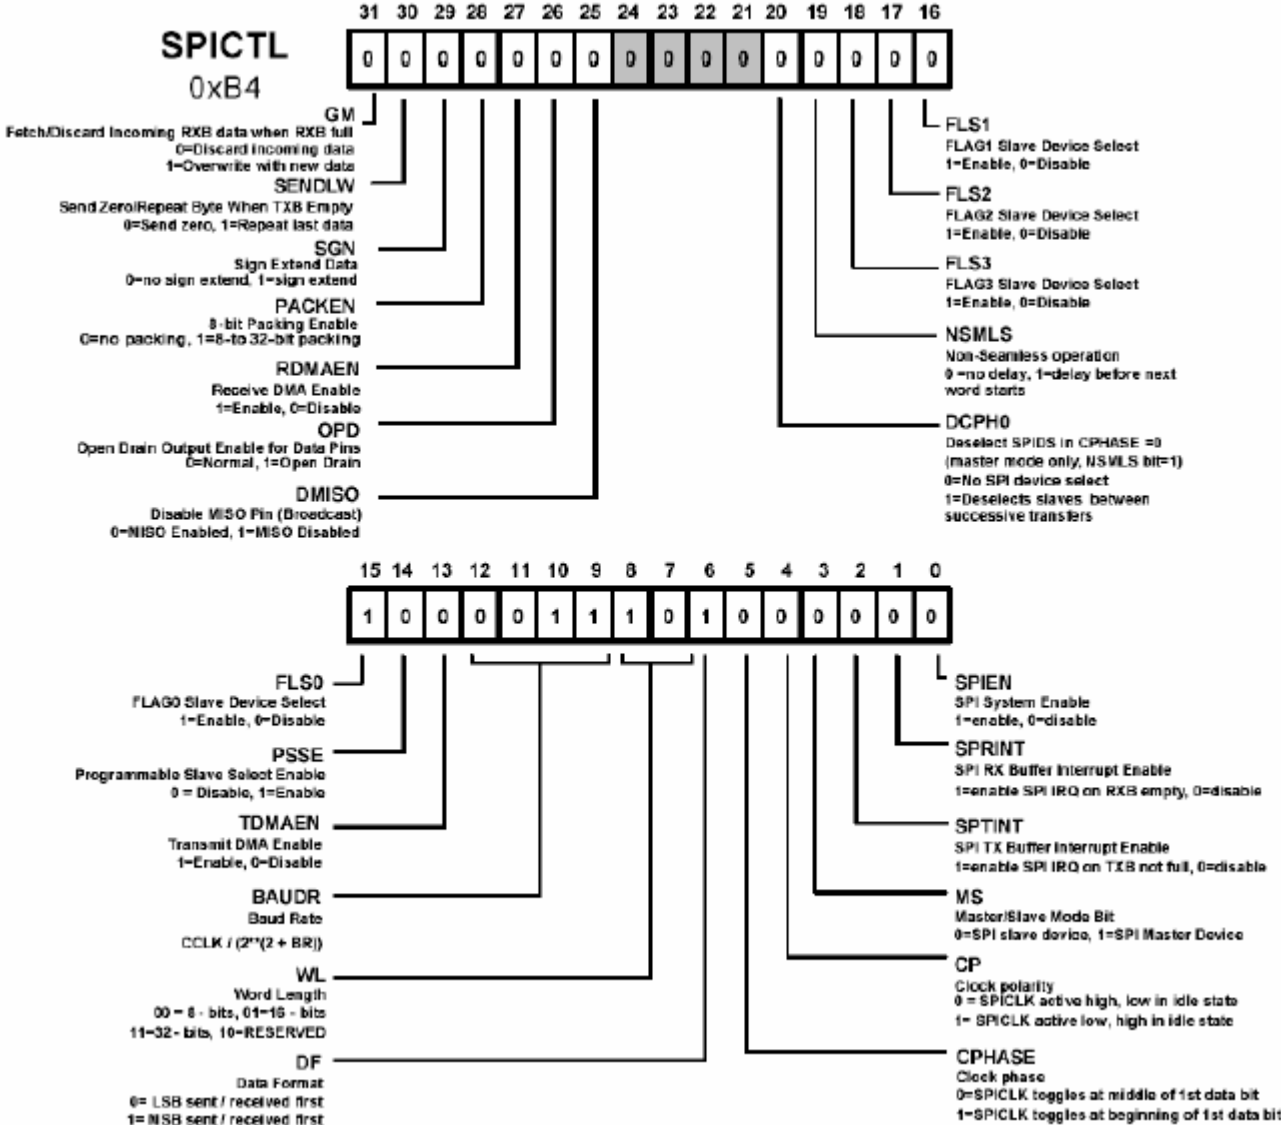 31 30 29 28 27 26 25 24 23 22 21 20 19 18 17 16
SPICTL
0xB4
0 0 0 0 0 0 0 0 0 0 0 0 0 0 0 0
GM
Fetch/Discard Incoming RXB data when RXB full
0=Discard incoming data
1=Overwrite with new data
SENDLW
Send Zero/Repeat Byte When TXB Empty
0=Send zero, 1=Repeat last data
SGN
Sign Extend Data
0=no sign extend, 1=sign extend
PACKEN
8-bit Packing Enable
0=no packing, 1=8-to 32-bit packing
RDMAEN
Receive DMA Enable
1=Enable, 0=Disable
OPD
Open Drain Output Enable for Data Pins
0=Normal, 1=Open Drain
DMISO
Disable MISO Pin (Broadcast)
0=MISO Enabled, 1=MISO Disabled
FLS1
FLAG1 Slave Device Select
1=Enable, 0=Disable
FLS2
FLAG2 Slave Device Select
1=Enable, 0=Disable
FLS3
FLAG3 Slave Device Select
1=Enable, 0=Disable
NSMLS
Non-Seamless operation
0 =no delay, 1=delay before next
word starts
DCPH0
Deselect SPIDS in CPHASE =0
(master mode only, NSMLS bit=1)
0=No SPI device select
1=Deselects slaves between
successive transfers
15 14 13 12 11 10 9 8 7 6 5 4 3 2 1 0
1 0 0 0 0 1 1 1 0 1 0 0 0 0 0 0
FLS0
FLAG0 Slave Device Select
1=Enable, 0=Disable
PSSE
Programmable Slave Select Enable
0 = Disable, 1=Enable
TDMAEN
Transmit DMA Enable
1=Enable, 0=Disable
BAUDR
Baud Rate
CCLK / (2**(2 + BR))
WL
Word Length
00 = 8 - bits, 01=16 - bits
11=32 - bits, 10=RESERVED
DF
Data Format
0= LSB sent / received first
1= MSB sent / received first
SPIEN
SPI System Enable
1=enable, 0=disable
SPRINT
SPI RX Buffer Interrupt Enable
1=enable SPI IRQ on RXB empty, 0=disable
SPTINT
SPI TX Buffer Interrupt Enable
1=enable SPI IRQ on TXB not full, 0=disable
MS
Master/Slave Mode Bit
0=SPI slave device, 1=SPI Master Device
CP
Clock polarity
0 = SPICLK active high, low in idle state
1= SPICLK active low, high in idle state
CPHASE
Clock phase
0=SPICLK toggles at middle of 1st data bit
1=SPICLK toggles at beginning of 1st data bit